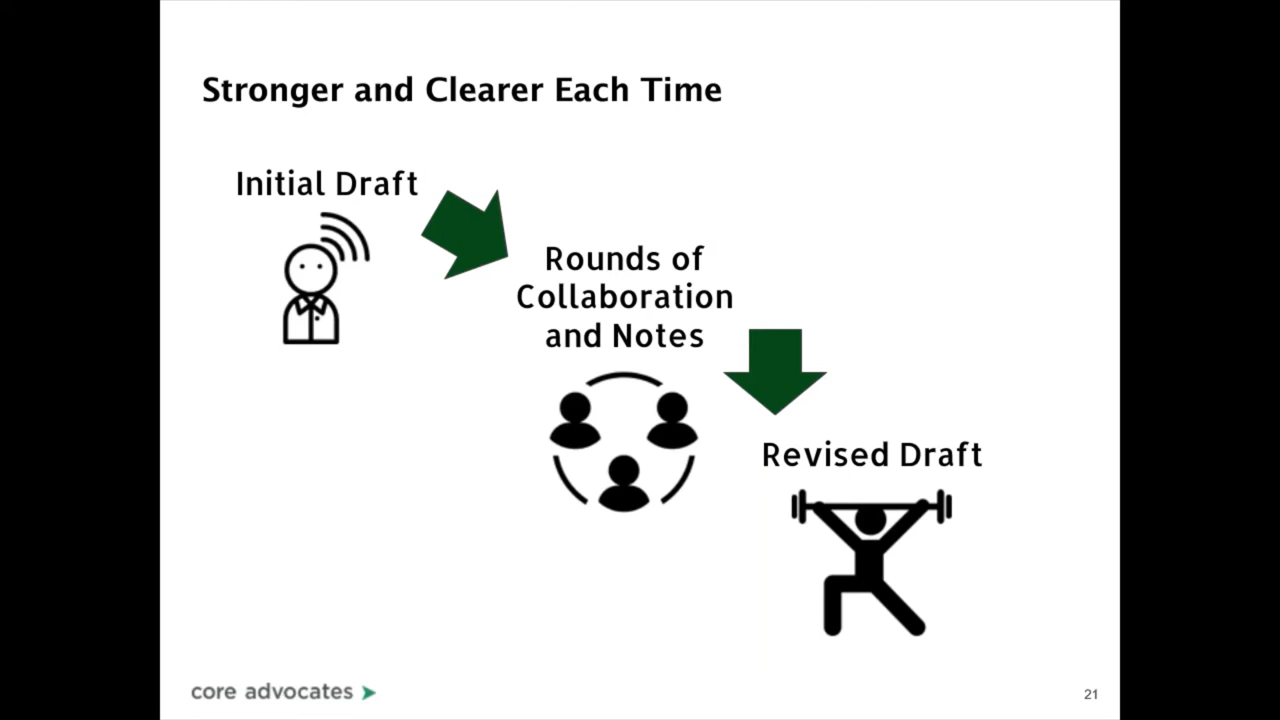 Stronger and Clearer Each Time
Initial Draft
Rounds of
Collaboration
and Notes
Revised Draft
core advocates
21